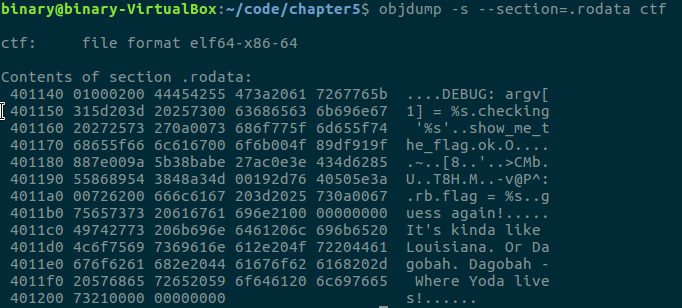 binary@binary-VirtualBox:~/code/chapter5$ objdump -s --section=.rodata ctf
ctf:     file format elf64-x86-64
Contents of section .rodata:
401140 01000200 44454255 473a2061 7267765b  ....DEBUG: argv[
401150 315d203d 20257300 63686563 6b696e67  1] = %s.checking
401160 20272573 270a0073 686f775f 6d655f74   '%s'..show_me_t
401170 68655f66 6c616700 6f6b004f 89df919f  he_flag.ok.O....
401180 887e009a 5b38babe 27ac0e3e 434d6285  .~..[8..'..>CMb.
401190 55868954 3848a34d 00192d76 40505e3a  U..T8H.M..-v@P^:
4011a0 00726200 666c6167 203d2025 730a0067  .rb.flag = %s..g
4011b0 75657373 20616761 696e2100 00000000  uess again!.....
4011c0 49742773 206b696e 6461206c 696b6520  It's kinda like 
4011d0 4c6f7569 7369616e 612e204f 72204461  Louisiana. Or Da
4011e0 676f6261 682e2044 61676f62 6168202d  gobah. Dagobah -
4011f0 20576865 72652059 6f646120 6c697665   Where Yoda live
401200 73210000 00000000                    s!......